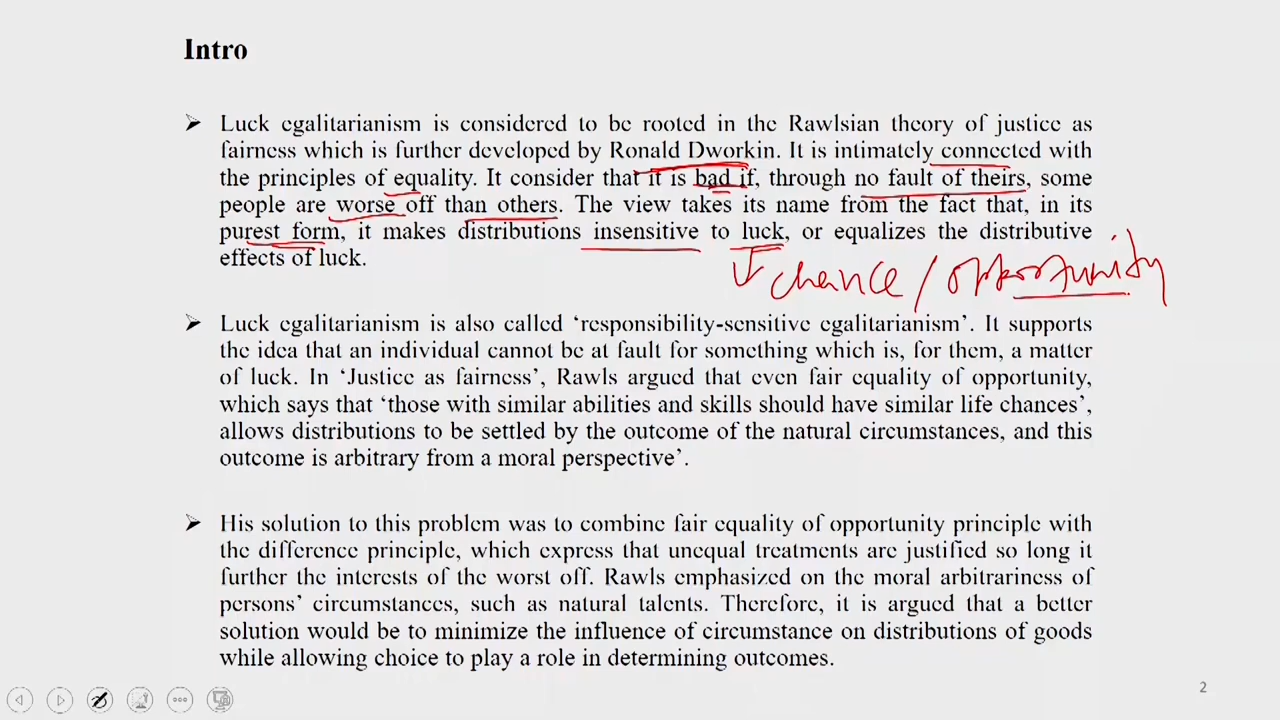 Intro
➢ Luck egalitarianism is considered to be rooted in the Rawlsian theory of justice as
fairness which is further developed by Ronald Dworkin. It is intimately connected with
the principles of equality. It consider that it is bad if, through no fault of theirs, some
people are worse off than others. The view takes its name from the fact that, in its
purest form, it makes distributions insensitive to luck, or equalizes the distributive
effects of luck.
chance / opportunity
➢ Luck egalitarianism is also called ‘responsibility-sensitive egalitarianism’. It supports
the idea that an individual cannot be at fault for something which is, for them, a matter
of luck. In ‘Justice as fairness’, Rawls argued that even fair equality of opportunity,
which says that ‘those with similar abilities and skills should have similar life chances’,
allows distributions to be settled by the outcome of the natural circumstances, and this
outcome is arbitrary from a moral perspective’.
➢ His solution to this problem was to combine fair equality of opportunity principle with
the difference principle, which express that unequal treatments are justified so long it
further the interests of the worst off. Rawls emphasized on the moral arbitrariness of
persons’ circumstances, such as natural talents. Therefore, it is argued that a better
solution would be to minimize the influence of circumstance on distributions of goods
while allowing choice to play a role in determining outcomes.
2